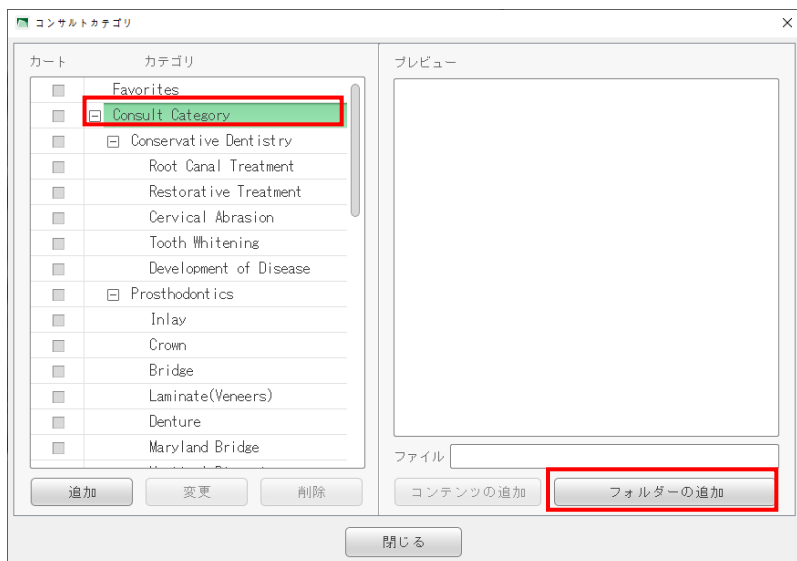 コンサルトカテゴリ
カート カテゴリ
Favorites
Consult Category
Conservative Dentistry
Root Canal Treatment
Restorative Treatment
Cervical Abrasion
Tooth Whitening
Development of Disease
Prosthodontics
Inlay
Crown
Bridge
Laminate(Veneers)
Denture
Maryland Bridge
追加 変更 削除
プレビュー
ファイル
コンテンツの追加 フォルダーの追加
閉じる